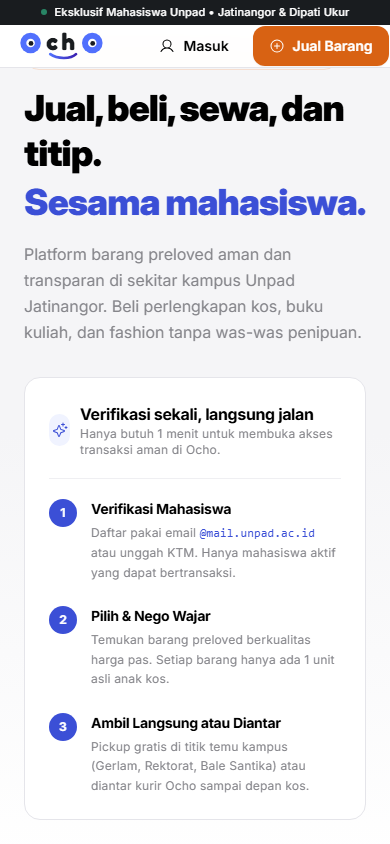 Eksklusif Mahasiswa Unpad • Jatinangor & Dipati Ukur
ocho
Masuk
Jual Barang
Jual, beli, sewa, dan
titip.
Sesama mahasiswa.
Platform barang preloved aman dan
transparan di sekitar kampus Unpad
Jatinangor. Beli perlengkapan kos, buku
kuliah, dan fashion tanpa was-was penipuan.
Verifikasi sekali, langsung jalan
Hanya butuh 1 menit untuk membuka akses
transaksi aman di Ocho.
1
Verifikasi Mahasiswa
Daftar pakai email @mail.unpad.ac.id
atau unggah KTM. Hanya mahasiswa aktif
yang dapat bertransaksi.
2
Pilih & Nego Wajar
Temukan barang preloved berkualitas
harga pas. Setiap barang hanya ada 1 unit
asli anak kos.
3
Ambil Langsung atau Diantar
Pickup gratis di titik temu kampus
(Gerlam, Rektorat, Bale Santika) atau
diantar kurir Ocho sampai depan kos.